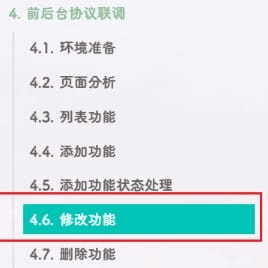 4. 前后台协议联调
4.1. 环境准备
4.2. 页面分析
4.3. 列表功能
4.4. 添加功能
4.5. 添加功能状态处理
4.6. 修改功能
4.7. 删除功能